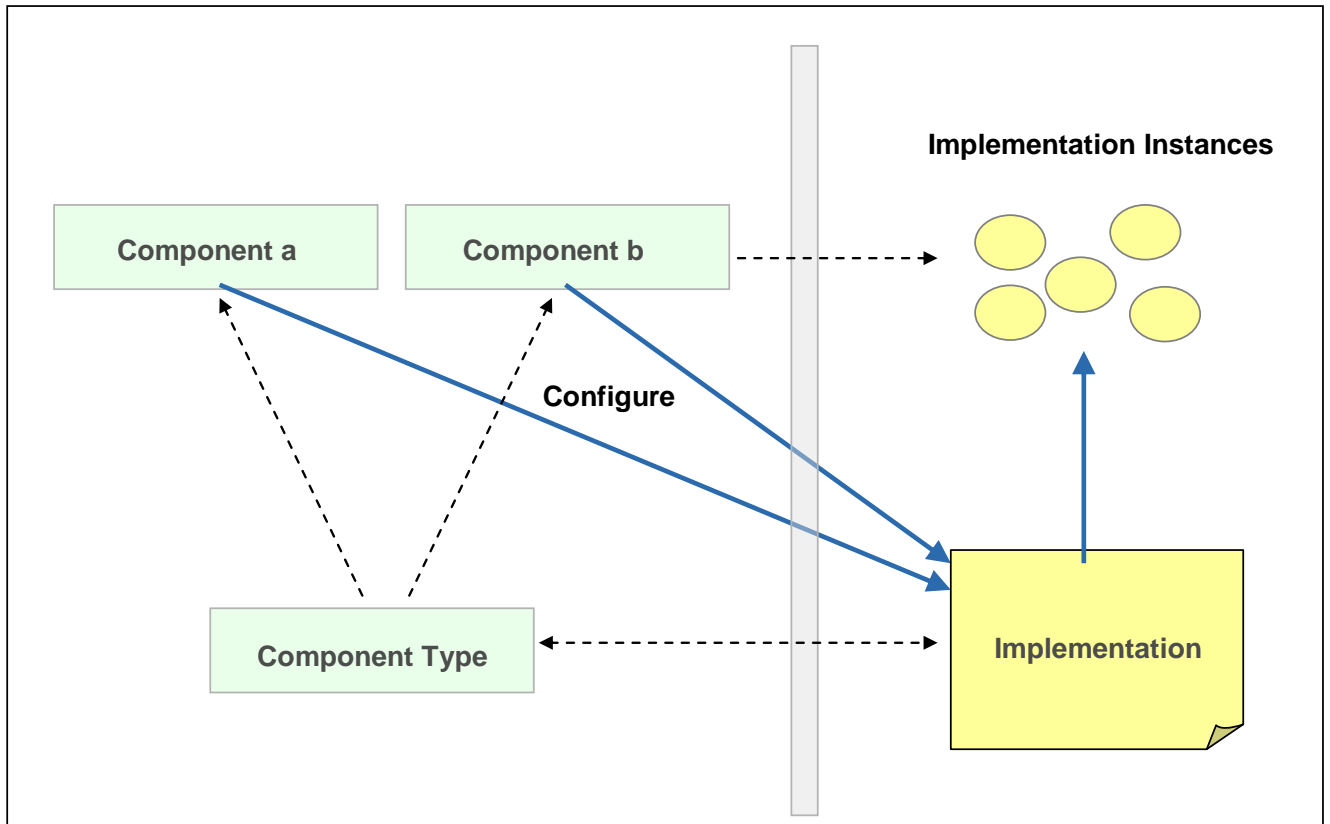 Implementation Instances
Component a
Component b
Configure
Component Type
Implementation